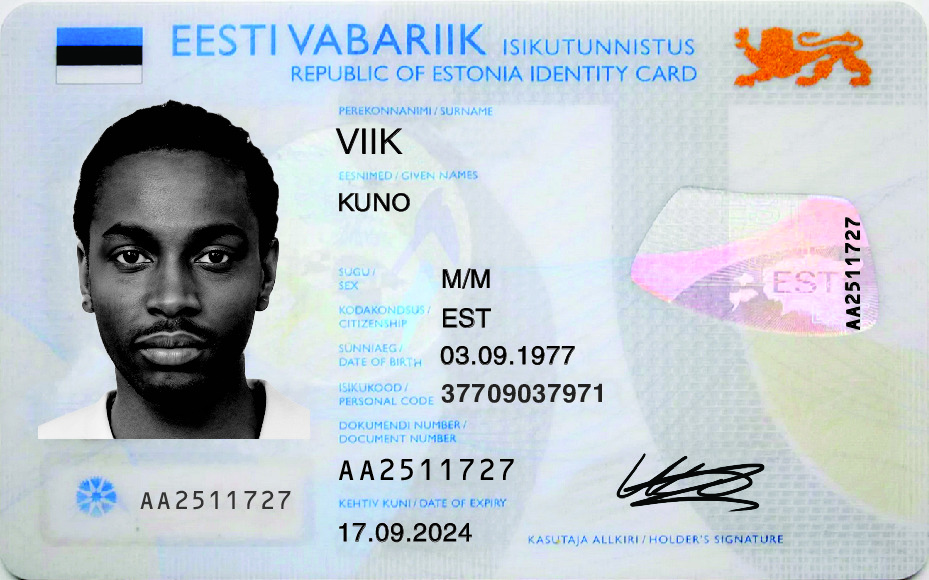 EESTI VABARIIK ISIKUTUNNISTUS
REPUBLIC OF ESTONIA IDENTITY CARD
PEREKONNANIMI / SURNAME
VIIK
EESNIMED / GIVEN NAMES
KUNO
SUGU /
SEX
M/M
KODAKONDSUS /
CITIZENSHIP
EST
SÜNNIAEG /
DATE OF BIRTH
03.09.1977
ISIKUKOOD /
PERSONAL CODE
37709037971
DOKUMENDI NUMBER /
DOCUMENT NUMBER
AA2511727
KEHTIV KUNI / DATE OF EXPIRY
17.09.2024
AA2511727
EST
AA2511727
KASUTAJA ALLKIRI / HOLDER'S SIGNATURE